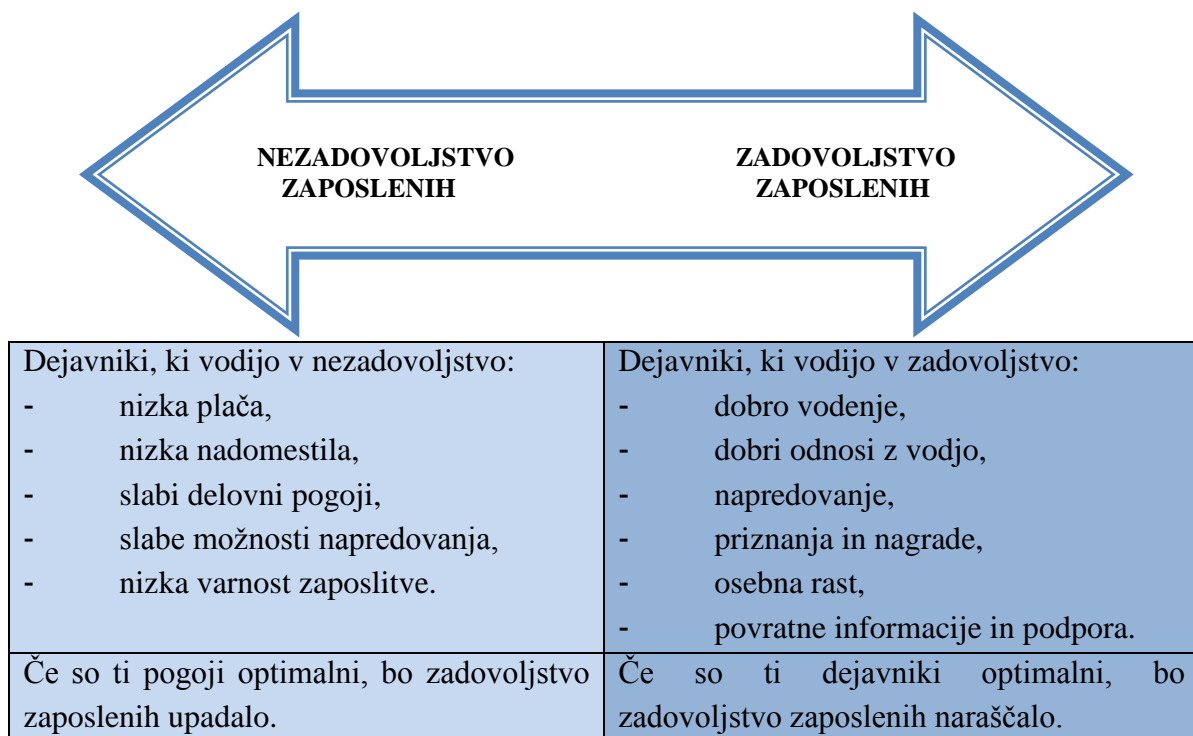 NEZADOVOLJSTVO
ZAPOSLENIH
ZADOVOLJSTVO
ZAPOSLENIH
Dejavniki, ki vodijo v nezadovoljstvo:
- nizka plača,
- nizka nadomestila,
- slabi delovni pogoji,
- slabe možnosti napredovanja,
- nizka varnost zaposlitve.
Dejavniki, ki vodijo v zadovoljstvo:
- dobro vodenje,
- dobri odnosi z vodjo,
- napredovanje,
- priznanja in nagrade,
- osebna rast,
- povratne informacije in podpora.
Če so ti pogoji optimalni, bo zadovoljstvo
zaposlenih upadalo.
Če so ti dejavniki optimalni, bo
zadovoljstvo zaposlenih naraščalo.